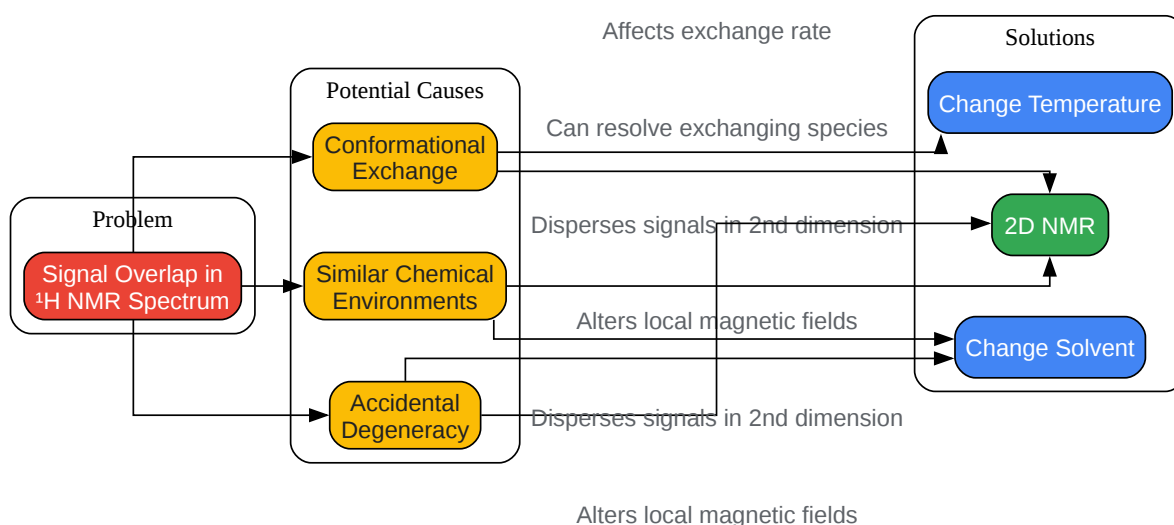 Affects exchange rate
Solutions
Potential Causes
Change Temperature
Conformational
Exchange
Can resolve exchanging species
Problem
Disperses signals in 2nd dimension
2D NMR
Signal Overlap in
¹H NMR Spectrum
Similar Chemical
Environments
Alters local magnetic fields
Change Solvent
Accidental
Degeneracy
Disperses signals in 2nd dimension
Alters local magnetic fields